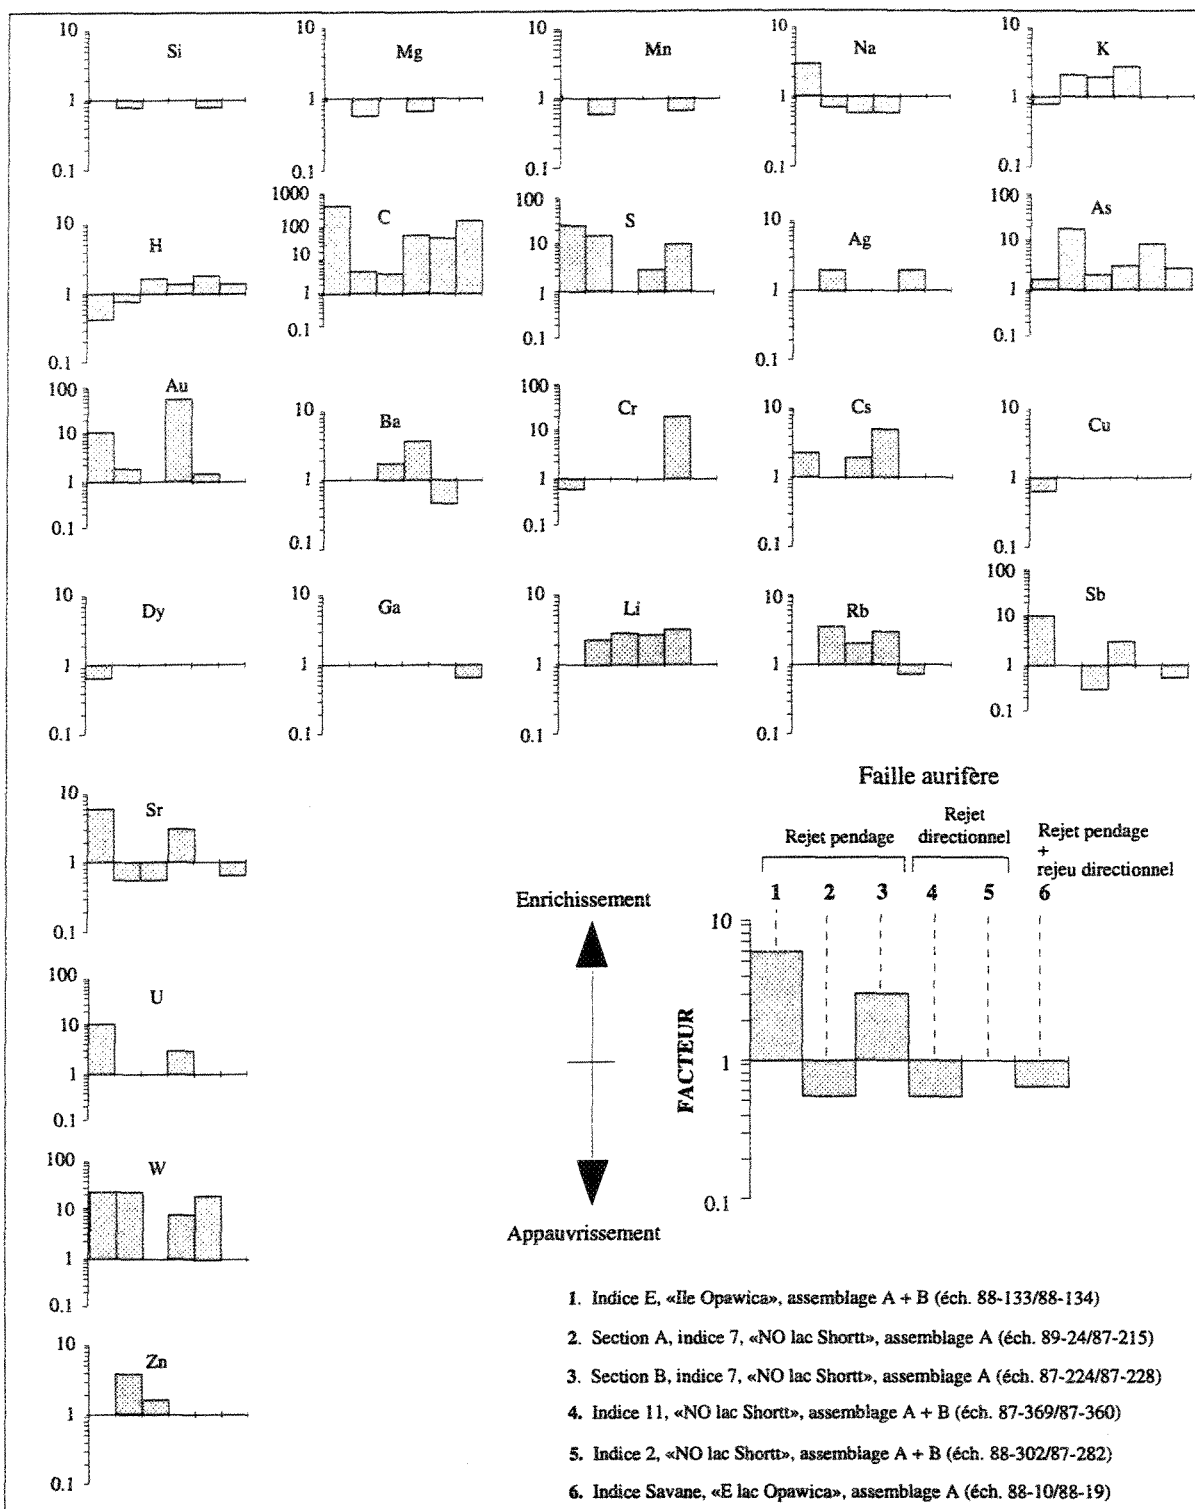 Si
10
1
0.1
Mg
10
1
0.1
Mn
10
1
0.1
Na
10
1
0.1
K
10
1
0.1
H
10
1
0.1
C
1000
100
10
1
0.1
S
100
10
1
0.1
Ag
10
1
0.1
As
100
10
1
0.1
Au
100
10
1
0.1
Ba
10
1
0.1
Cr
100
10
1
0.1
Cs
10
1
0.1
Cu
10
1
0.1
Dy
10
1
0.1
Ga
10
1
0.1
Li
10
1
0.1
Rb
10
1
0.1
Sb
100
10
1
0.1
Sr
10
1
0.1
U
100
10
1
0.1
W
100
10
1
0.1
Zn
10
1
0.1
Faille aurifère
Rejet pendage
Rejet
directionnel
Rejet pendage
+
rejeu directionnel
1 2 3 4 5 6
Enrichissement
Appauvrissement
FACTEUR
10
1
0.1
1. Indice E, «Ile Opawica», assemblage A + B (éch. 88-133/88-134)
2. Section A, indice 7, «NO lac Shortt», assemblage A (éch. 89-24/87-215)
3. Section B, indice 7, «NO lac Shortt», assemblage A (éch. 87-224/87-228)
4. Indice 11, «NO lac Shortt», assemblage A + B (éch. 87-369/87-360)
5. Indice 2, «NO lac Shortt», assemblage A + B (éch. 88-302/87-282)
6. Indice Savane, «E lac Opawica», assemblage A (éch. 88-10/88-19)